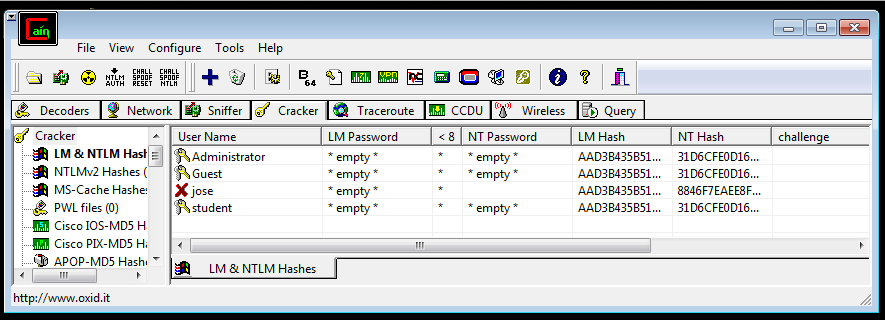 Cain
File View Configure Tools Help
NTLM AUTH CHALL SPOOF RESET CHALL SPOOF NTLM B 64
Decoders Network Sniffer Cracker Traceroute CCDU Wireless Query
Cracker
LM & NTLM Hash
NTLMv2 Hashes (
MS-Cache Hashes
PWL files (0)
Cisco IOS-MD5 H
Cisco PIX-MD5 H
APOP-MD5 Hashe
User Name LM Password < 8 NT Password LM Hash NT Hash challenge
Administrator * empty * * * empty * AAD3B435B51... 31D6CFE0D16...
Guest * empty * * * empty * AAD3B435B51... 31D6CFE0D16...
jose * empty * * AAD3B435B51... 8846F7EAEE8F...
student * empty * * * empty * AAD3B435B51... 31D6CFE0D16...
LM & NTLM Hashes
http://www.oxid.it